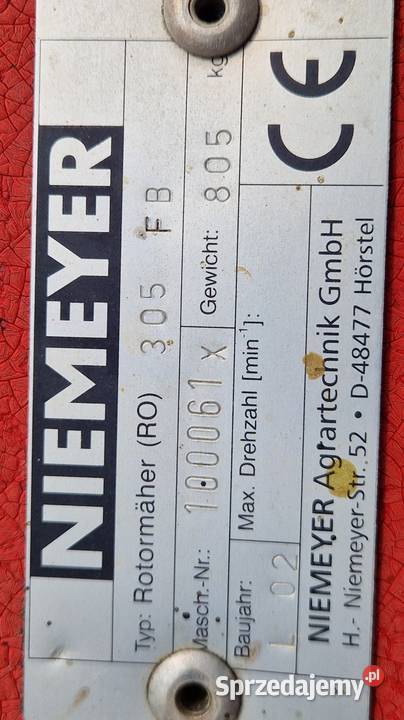 NIEMEYER
Typ: Rotormäher (RO) 305 FB
Masch.-Nr.: 100061 X Gewicht: 805 kg
Baujahr: L 02 Max. Drehzahl [min⁻¹]:
CE
NIEMEYER Agrartechnik GmbH
H.- Niemeyer-Str. 52 • D-48477 Hörstel
Sprzedajemy.pl